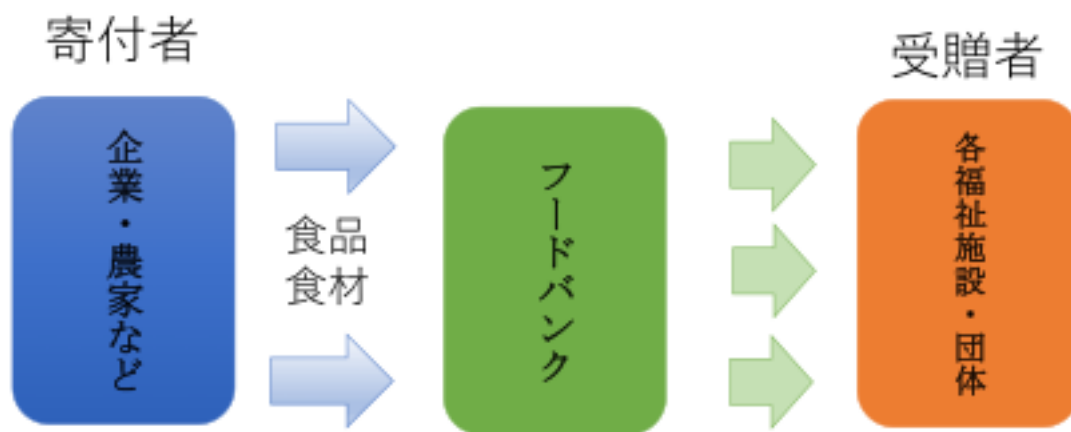 寄付者
企業・農家など
食品
食材
フードバンク
受贈者
各福祉施設・団体